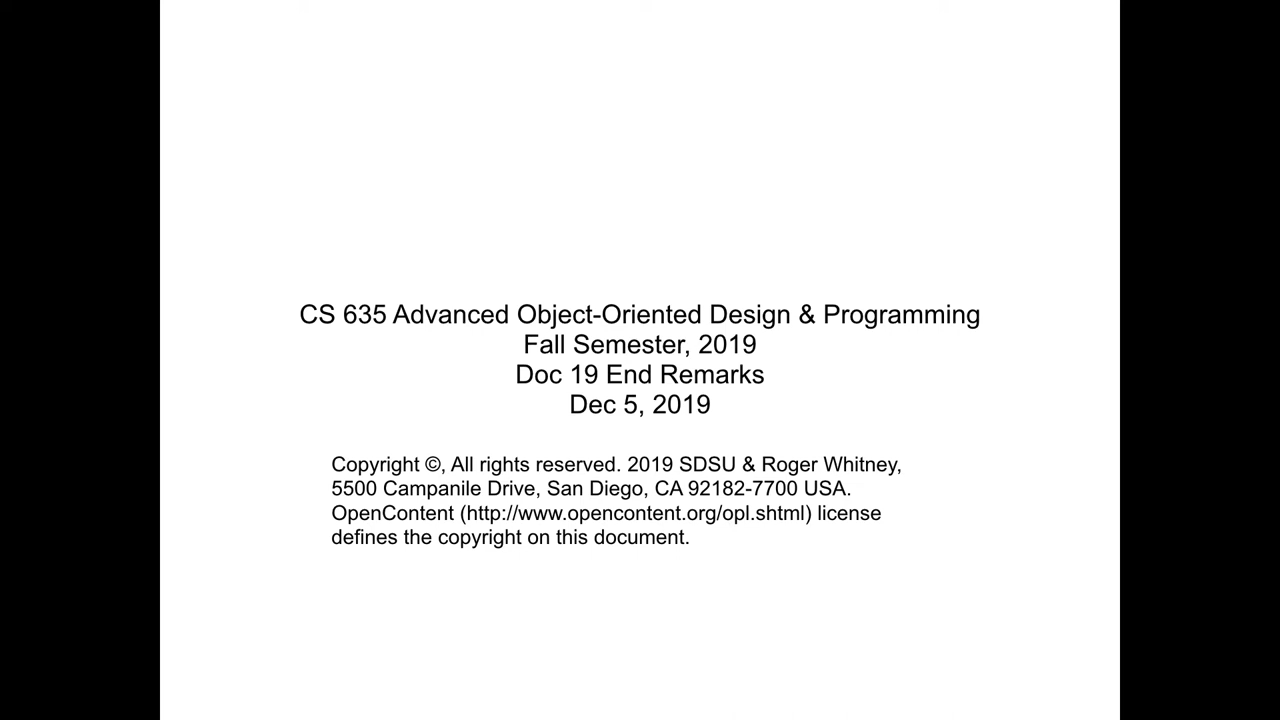 CS 635 Advanced Object-Oriented Design & Programming
Fall Semester, 2019
Doc 19 End Remarks
Dec 5, 2019
Copyright ©, All rights reserved. 2019 SDSU & Roger Whitney,
5500 Campanile Drive, San Diego, CA 92182-7700 USA.
OpenContent (http://www.opencontent.org/opl.shtml) license
defines the copyright on this document.